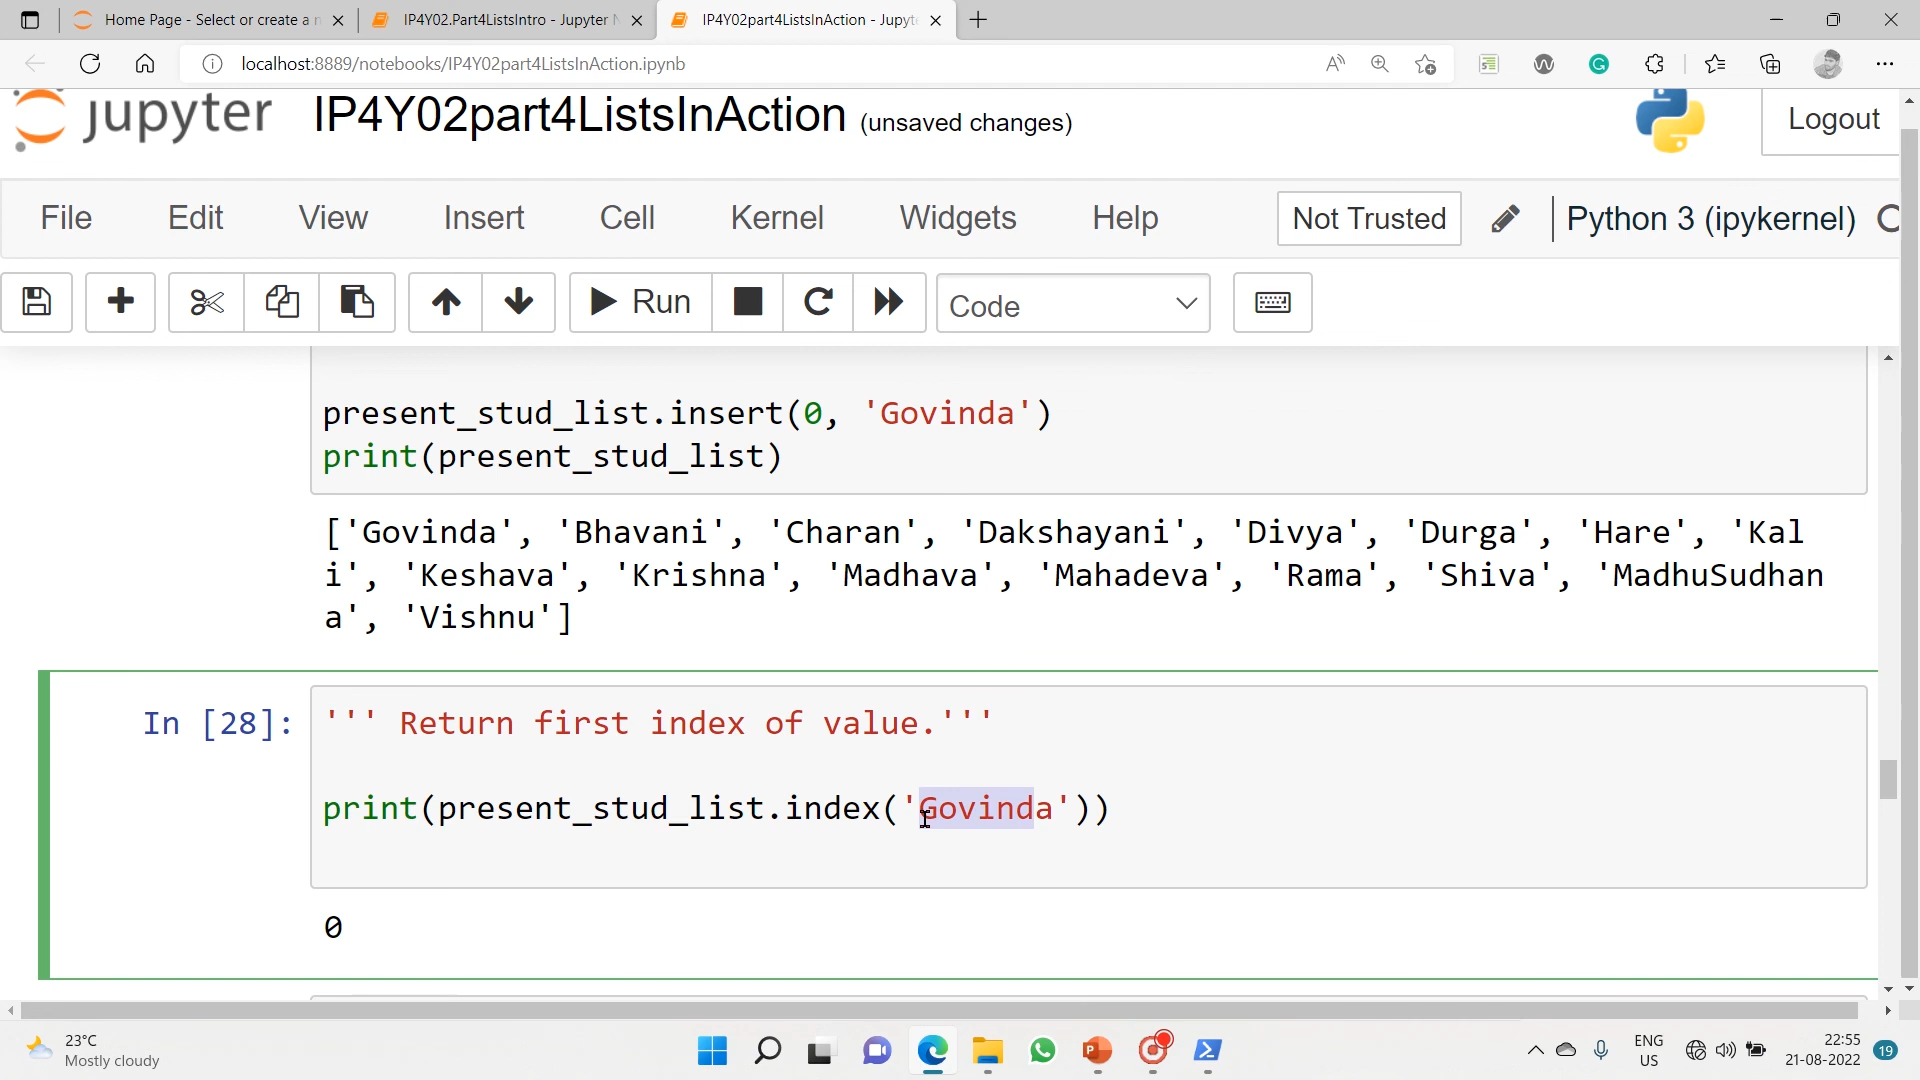 Home Page - Select or create a n
IP4Y02.Part4ListsIntro - Jupyter N
IP4Y02part4ListsInAction - Jupyte
localhost:8889/notebooks/IP4Y02part4ListsInAction.ipynb
jupyter IP4Y02part4ListsInAction (unsaved changes)
Logout
File Edit View Insert Cell Kernel Widgets Help
Not Trusted
Python 3 (ipykernel)
Run
Code
present_stud_list.insert(0, 'Govinda')
print(present_stud_list)
['Govinda', 'Bhavani', 'Charan', 'Dakshayani', 'Divya', 'Durga', 'Hare', 'Kal
i', 'Keshava', 'Krishna', 'Madhava', 'Mahadeva', 'Rama', 'Shiva', 'MadhuSudhan
a', 'Vishnu']
In [28]: ''' Return first index of value.'''
print(present_stud_list.index('Govinda'))
0
23°C
Mostly cloudy
ENG
US
22:55
21-08-2022
19